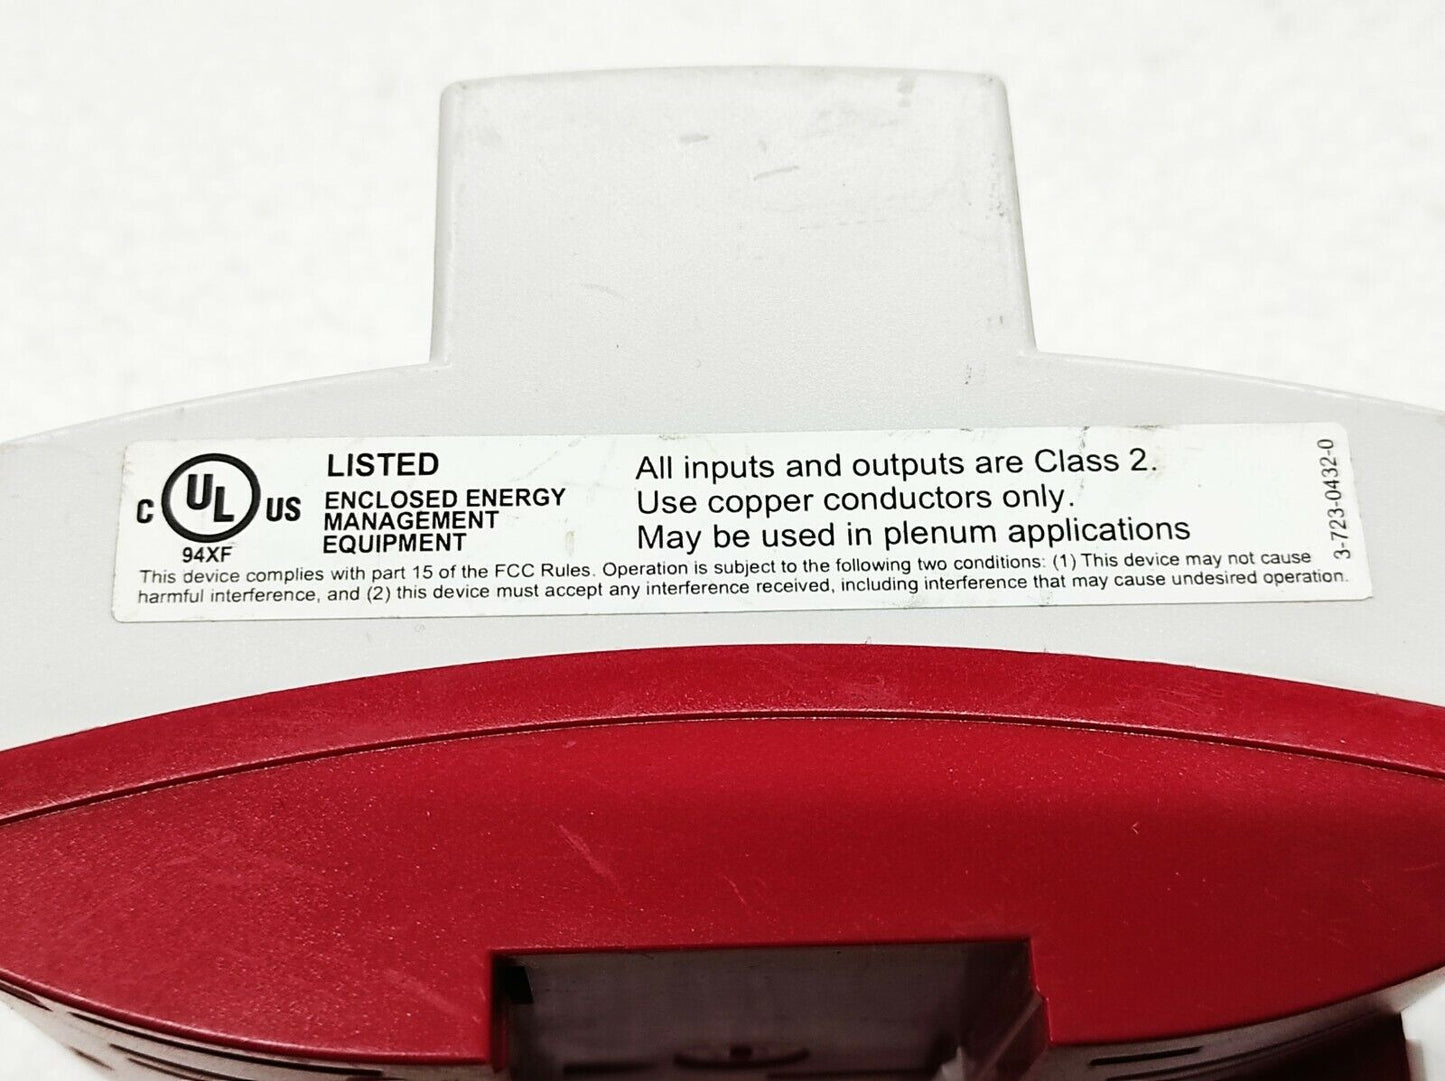 C UL US
94XF
LISTED
ENCLOSED ENERGY
MANAGEMENT
EQUIPMENT
All inputs and outputs are Class 2.
Use copper conductors only.
May be used in plenum applications
This device complies with part 15 of the FCC Rules. Operation is subject to the following two conditions: (1) This device may not cause
harmful interference, and (2) this device must accept any interference received, including interference that may cause undesired operation.
3-723-0432-0